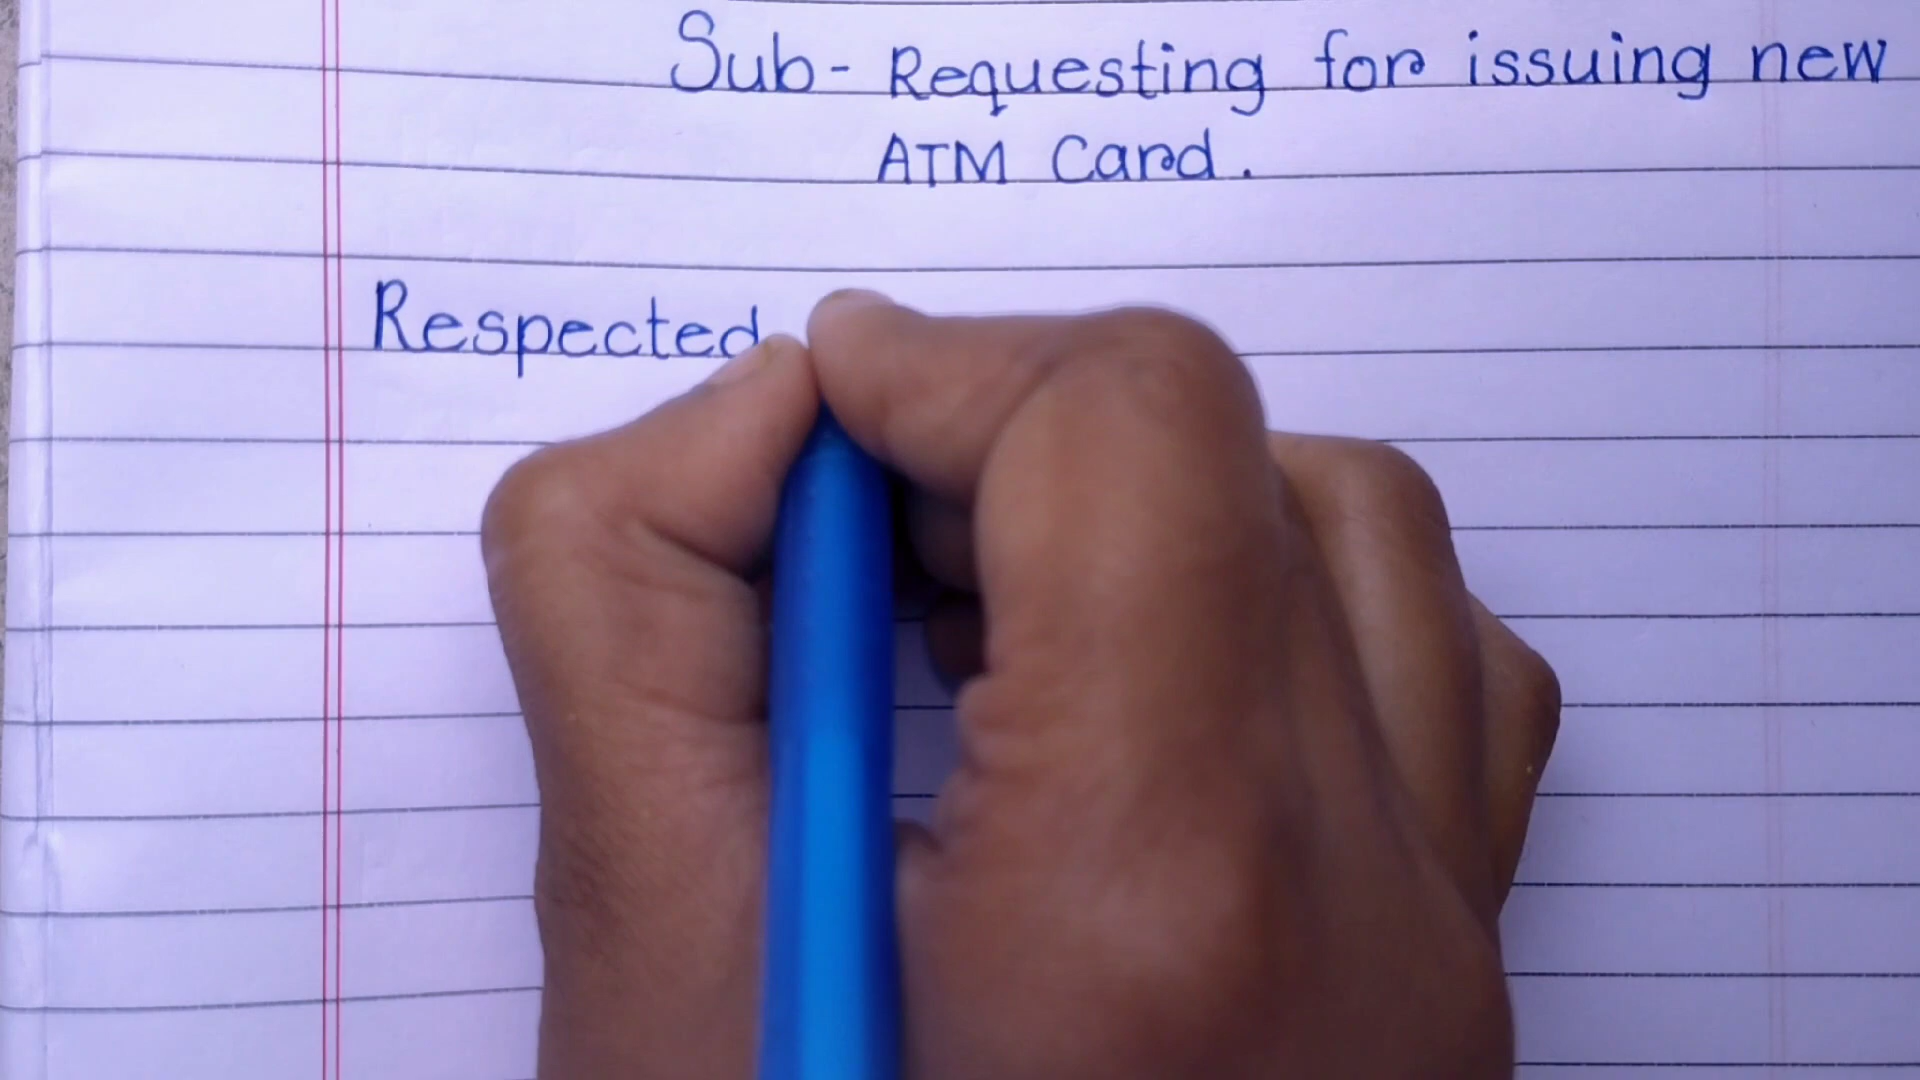 Sub- Requesting for issuing new
ATM Card.
Respected